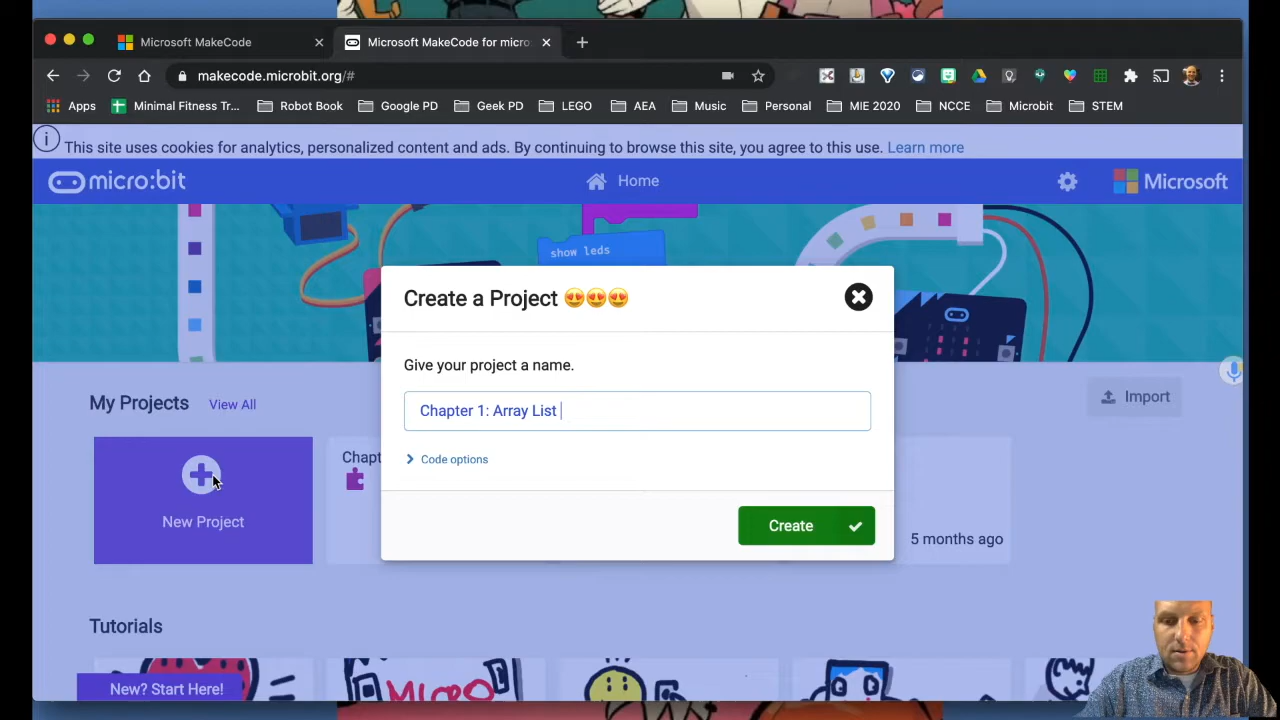 Microsoft MakeCode
Microsoft MakeCode for micro
makecode.microbit.org/#
Apps
Minimal Fitness Tr...
Robot Book
Google PD
Geek PD
LEGO
AEA
Music
Personal
MIE 2020
NCCE
Microbit
STEM
This site uses cookies for analytics, personalized content and ads. By continuing to browse this site, you agree to this use. Learn more
micro:bit
Home
Microsoft
show leds
Create a Project 😍😍😍
Give your project a name.
Chapter 1: Array List
Code options
Create
My Projects
View All
Import
New Project
Chapt
5 months ago
Tutorials
New? Start Here!
MICRO